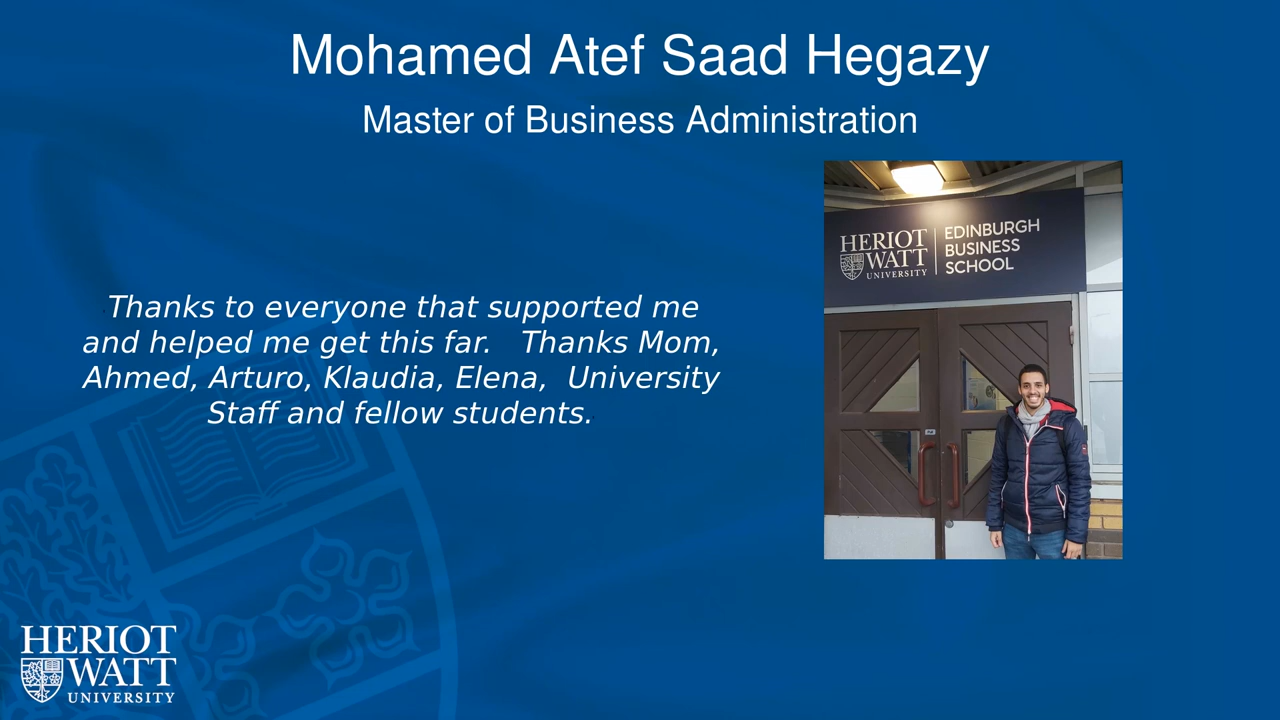 Mohamed Atef Saad Hegazy
Master of Business Administration
HERIOT
WATT
UNIVERSITY
EDINBURGH
BUSINESS
SCHOOL
Thanks to everyone that supported me
and helped me get this far.   Thanks Mom,
Ahmed, Arturo, Klaudia, Elena,  University
Staff and fellow students.
HERIOT
WATT
UNIVERSITY